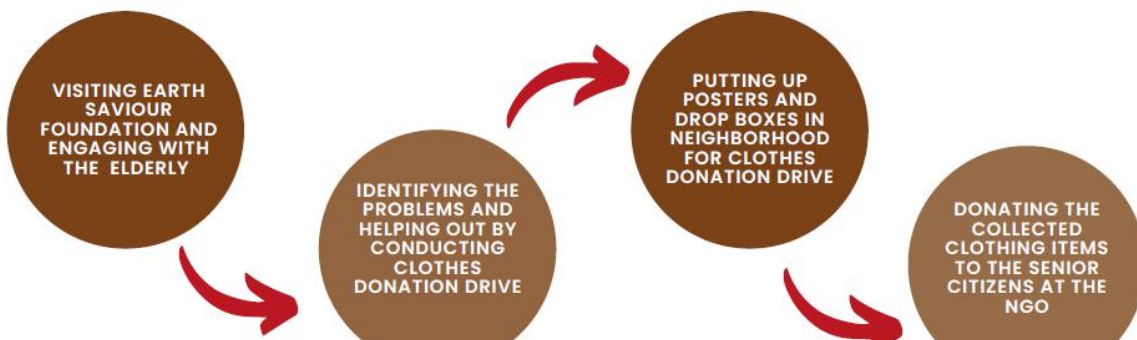 VISITING EARTH
SAVIOUR
FOUNDATION AND
ENGAGING WITH
THE ELDERLY
IDENTIFYING THE
PROBLEMS AND
HELPING OUT BY
CONDUCTING
CLOTHES
DONATION DRIVE
PUTTING UP
POSTERS AND
DROP BOXES IN
NEIGHBORHOOD
FOR CLOTHES
DONATION DRIVE
DONATING THE
COLLECTED
CLOTHING ITEMS
TO THE SENIOR
CITIZENS AT THE
NGO